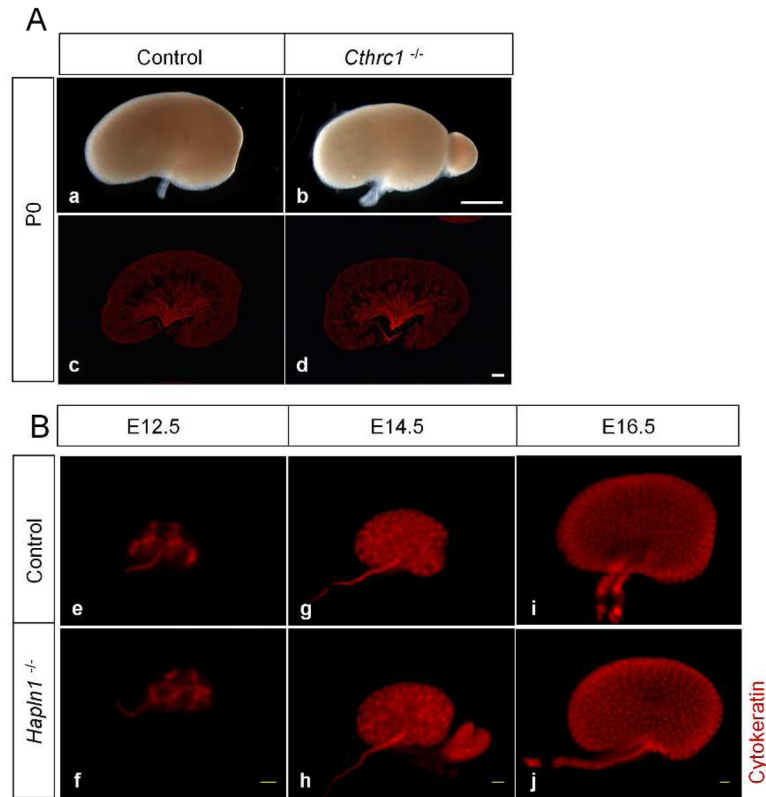 A
Control
Cthrc1 -/-
P0
a
b
c
d
B
E12.5
E14.5
E16.5
Control
e
g
i
Hapln1 -/-
f
h
j
Cytokeratin